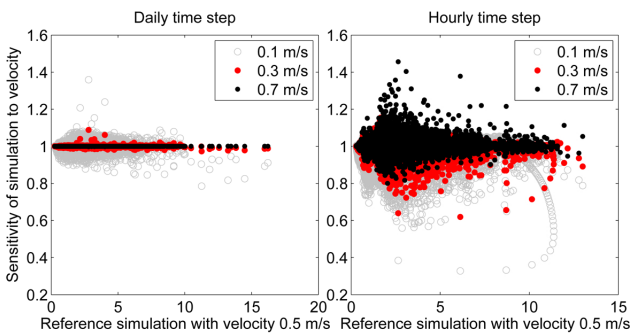 Daily time step
Hourly time step
Sensitivity of simulation to velocity
1.6
1.4
1.2
1
0.8
0.6
0.4
0.2
0.1 m/s
0.3 m/s
0.7 m/s
0
5
10
15
20
Reference simulation with velocity 0.5 m/s
1.6
1.4
1.2
1
0.8
0.6
0.4
0.2
0.1 m/s
0.3 m/s
0.7 m/s
0
5
10
15
Reference simulation with velocity 0.5 m/s